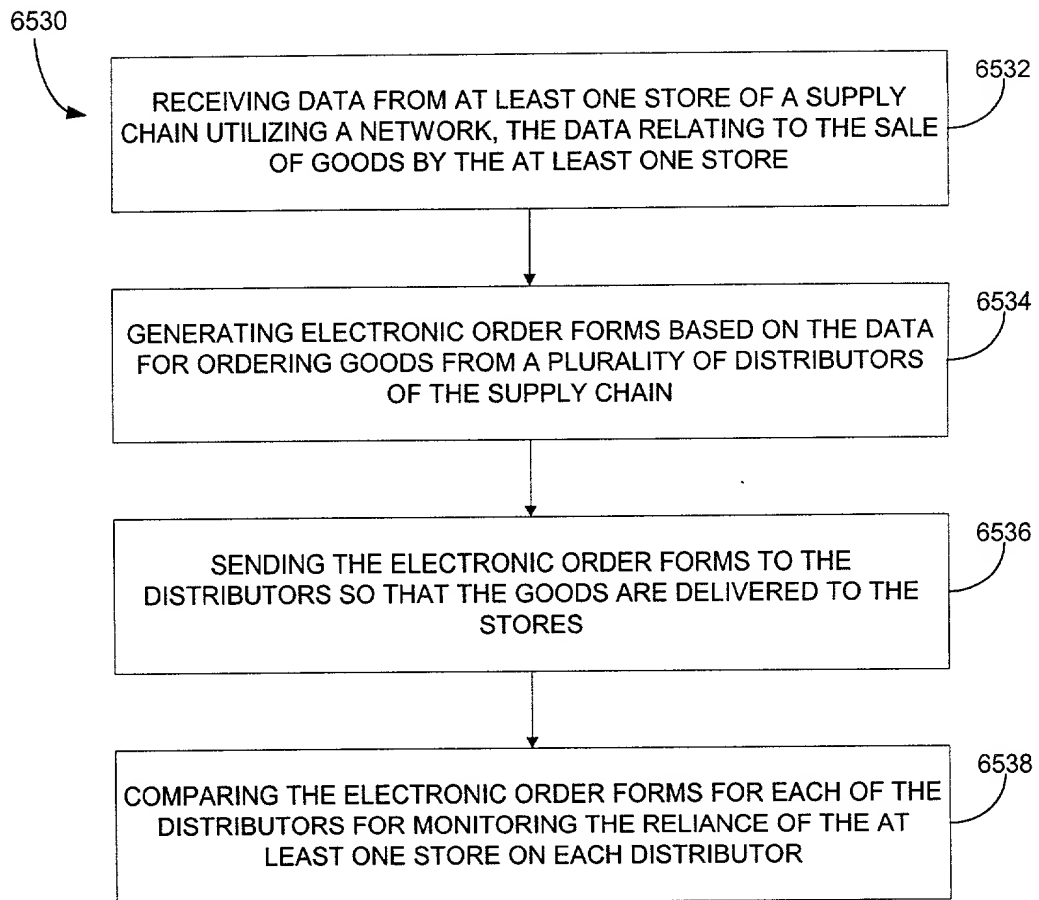 6530
6532
RECEIVING DATA FROM AT LEAST ONE STORE OF A SUPPLY
CHAIN UTILIZING A NETWORK, THE DATA RELATING TO THE SALE
OF GOODS BY THE AT LEAST ONE STORE
6534
GENERATING ELECTRONIC ORDER FORMS BASED ON THE DATA
FOR ORDERING GOODS FROM A PLURALITY OF DISTRIBUTORS
OF THE SUPPLY CHAIN
6536
SENDING THE ELECTRONIC ORDER FORMS TO THE
DISTRIBUTORS SO THAT THE GOODS ARE DELIVERED TO THE
STORES
6538
COMPARING THE ELECTRONIC ORDER FORMS FOR EACH OF THE
DISTRIBUTORS FOR MONITORING THE RELIANCE OF THE AT
LEAST ONE STORE ON EACH DISTRIBUTOR